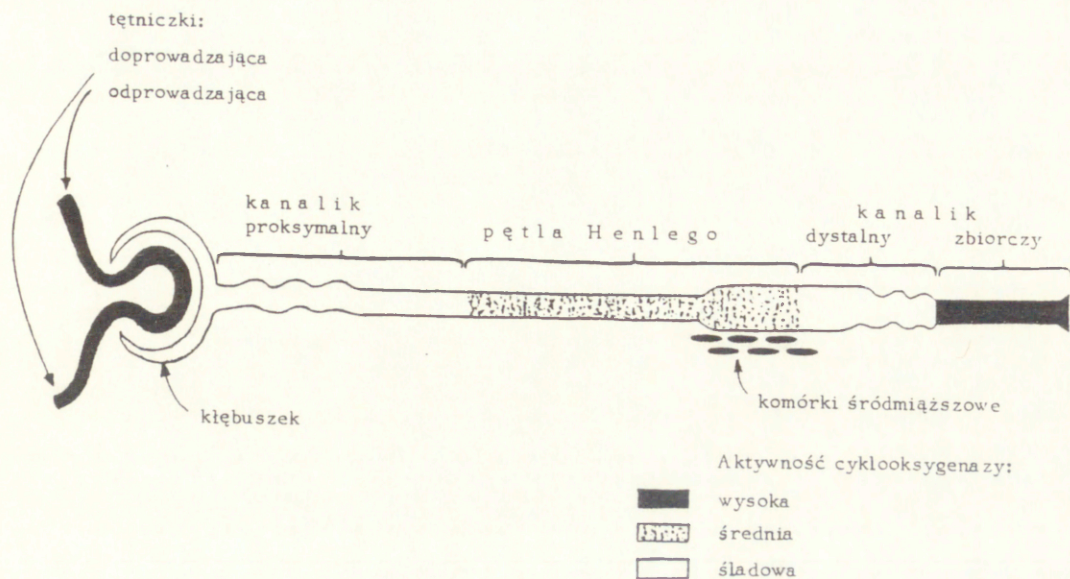 tętniczki:
doprowadzająca
odprowadzająca
kanalik
proksymalny
pętla Henlego
kanalik
dystalny zbiorczy
kłębuszek
komórki śródmiąższowe
Aktywność cyklooksygenazy:
wysoka
średnia
śladowa